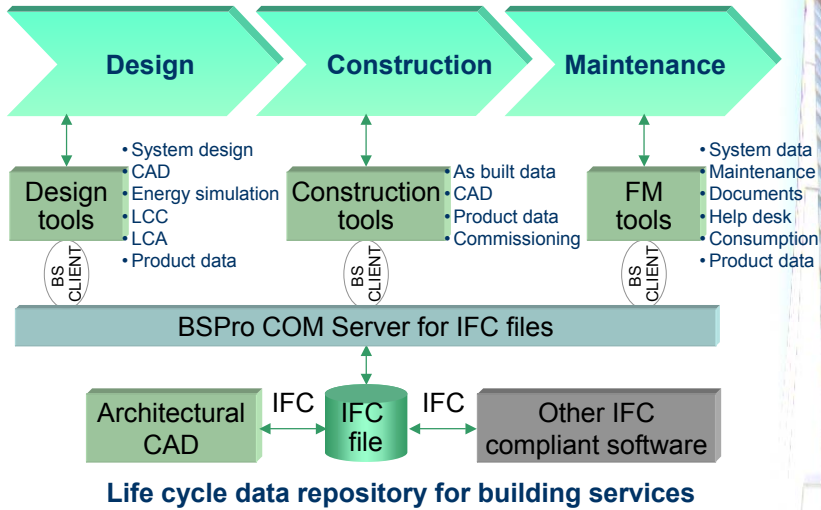 Design
Construction
Maintenance
Design
tools
• System design
• CAD
• Energy simulation
• LCC
• LCA
• Product data
Construction
tools
• As built data
• CAD
• Product data
• Commissioning
FM
tools
• System data
• Maintenance
• Documents
• Help desk
• Consumption
• Product data
BS
CLIENT
BS
CLIENT
BS
CLIENT
BSPro COM Server for IFC files
Architectural
CAD
IFC
IFC
file
IFC
Other IFC
compliant software
Life cycle data repository for building services